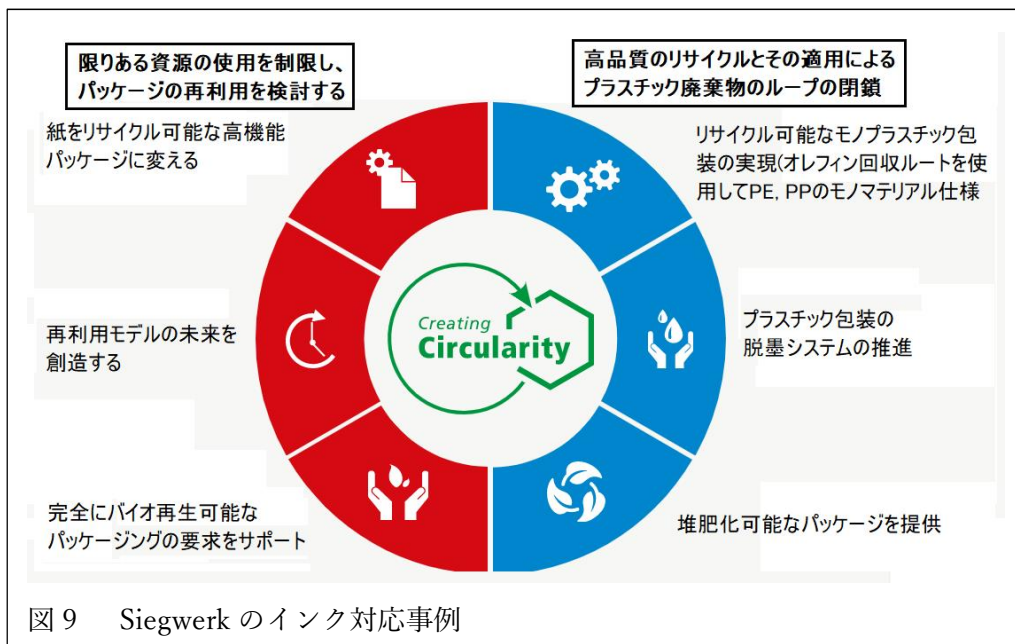 限りある資源の使用を制限し、
パッケージの再利用を検討する
紙をリサイクル可能な高機能
パッケージに変える
再利用モデルの未来を
創造する
完全にバイオ再生可能な
パッケージングの要求をサポート
Creating
Circularity
高品質のリサイクルとその適用による
プラスチック廃棄物のループの閉鎖
リサイクル可能なモノプラスチック包
装の実現(オレフィン回収ルートを使
用してPE, PPのモノマテリアル仕様
プラスチック包装の
脱墨システムの推進
堆肥化可能なパッケージを提供
図 9 Siegwerk のインク対応事例